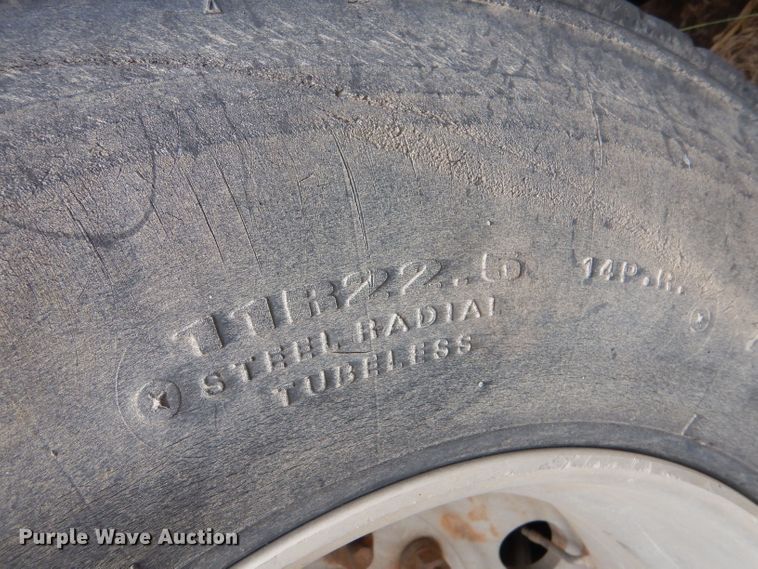 11R22.5 14P.R.
STEEL RADIAL
TUBELESS
Purple Wave Auction